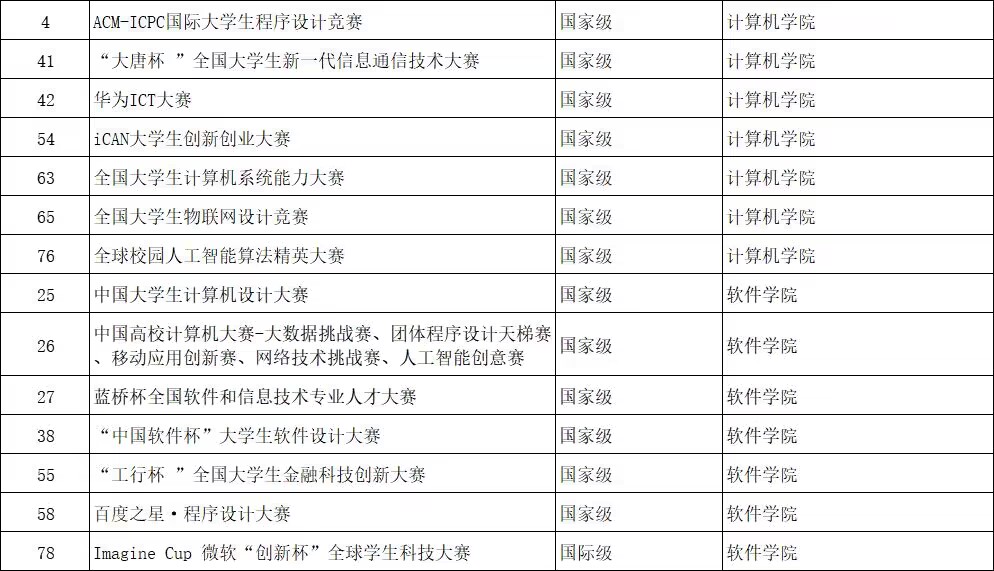 4 ACM-ICPC国际大学生程序设计竞赛 国家级 计算机学院
41 “大唐杯 ”全国大学生新一代信息通信技术大赛 国家级 计算机学院
42 华为ICT大赛 国家级 计算机学院
54 iCAN大学生创新创业大赛 国家级 计算机学院
63 全国大学生计算机系统能力大赛 国家级 计算机学院
65 全国大学生物联网设计竞赛 国家级 计算机学院
76 全球校园人工智能算法精英大赛 国家级 计算机学院
25 中国大学生计算机设计大赛 国家级 软件学院
26 中国高校计算机大赛-大数据挑战赛、团体程序设计天梯赛 国家级 软件学院
、移动应用创新赛、网络技术挑战赛、人工智能创意赛
27 蓝桥杯全国软件和信息技术专业人才大赛 国家级 软件学院
38 “中国软件杯”大学生软件设计大赛 国家级 软件学院
55 “工行杯 ”全国大学生金融科技创新大赛 国家级 软件学院
58 百度之星·程序设计大赛 国家级 软件学院
78 Imagine Cup 微软“创新杯”全球学生科技大赛 国际级 软件学院